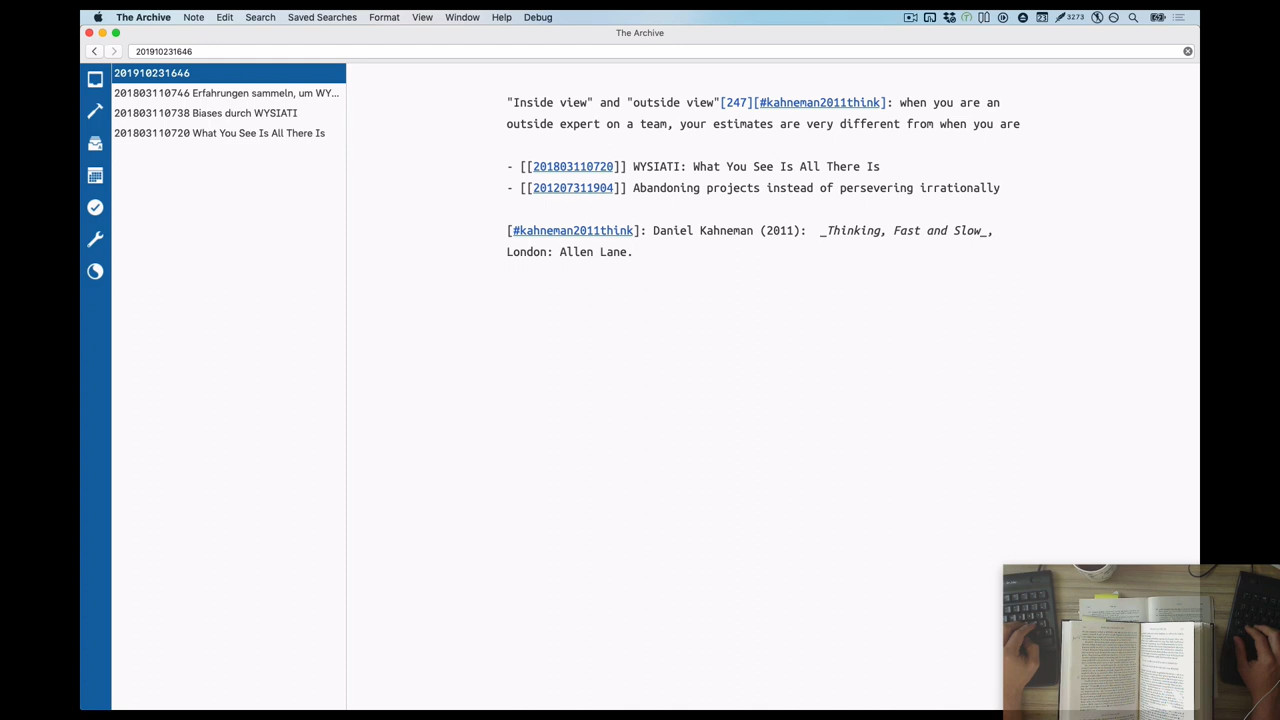 The Archive Note Edit Search Saved Searches Format View Window Help Debug 23 3273
The Archive
201910231646
201910231646
201803110746 Erfahrungen sammeln, um WY...
201803110738 Biases durch WYSIATI
201803110720 What You See Is All There Is
"Inside view" and "outside view"[247][#kahneman2011think]: when you are an
outside expert on a team, your estimates are very different from when you are
- [[201803110720]] WYSIATI: What You See Is All There Is
- [[201207311904]] Abandoning projects instead of persevering irrationally
[#kahneman2011think]: Daniel Kahneman (2011): _Thinking, Fast and Slow_,
London: Allen Lane.